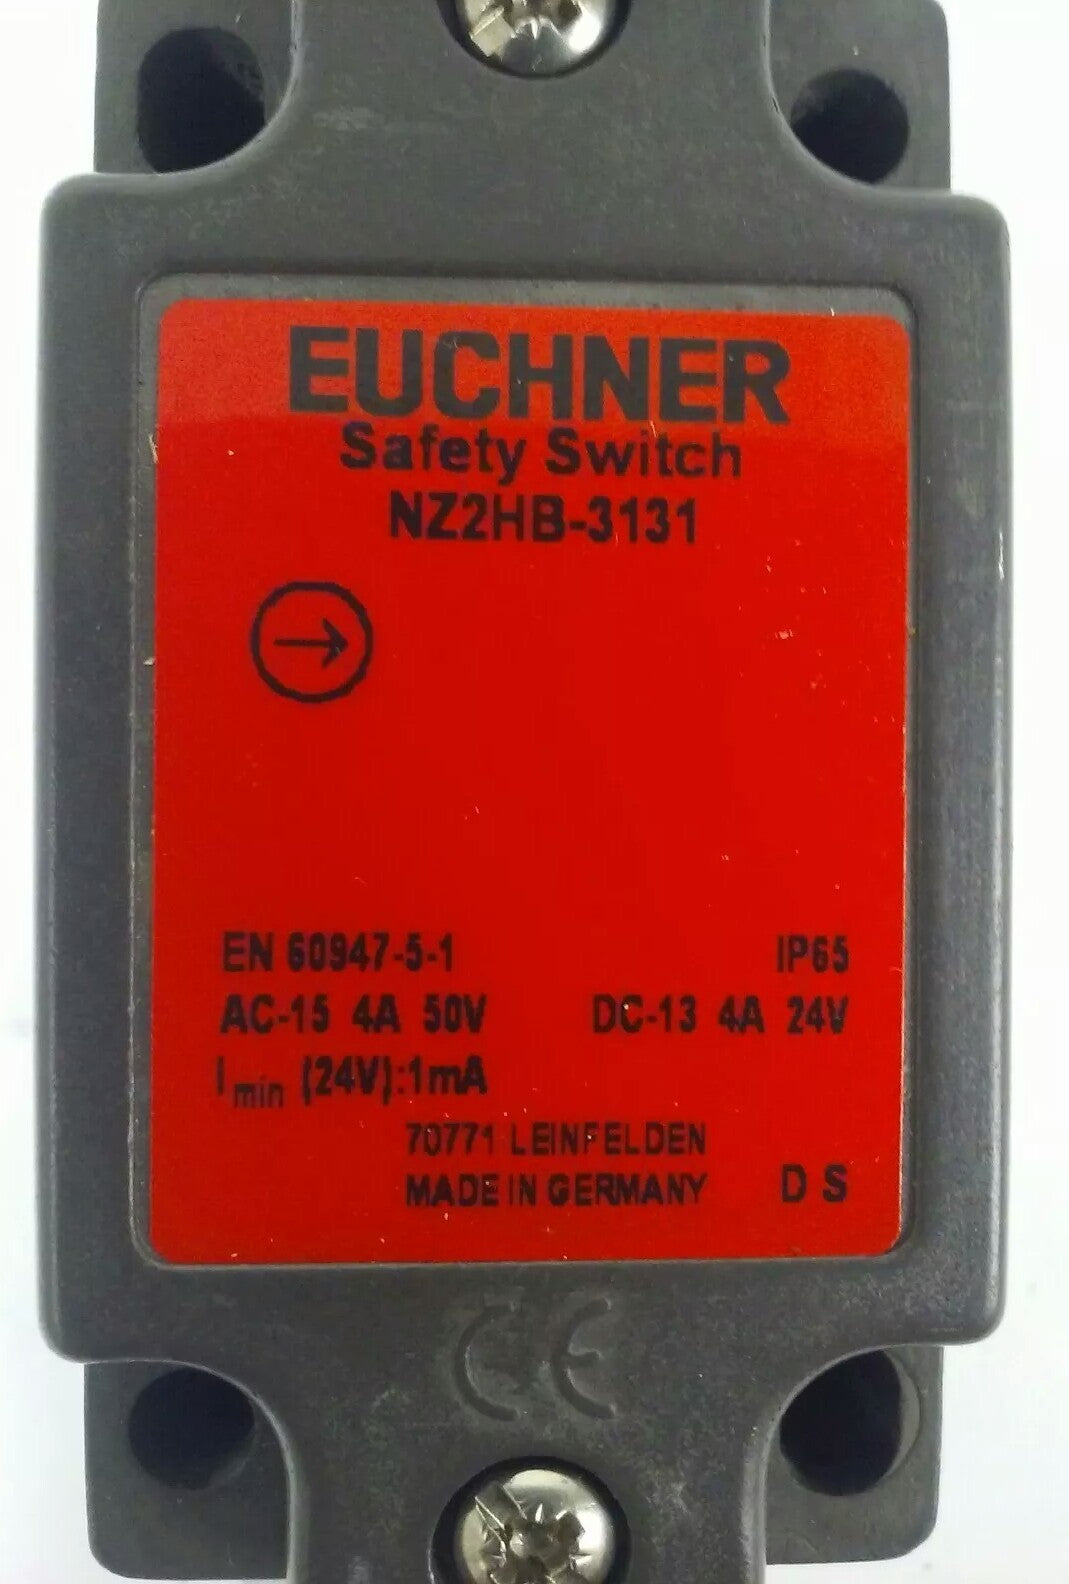 EUCHNER
Safety Switch
NZ2HB-3131
EN 60947-5-1 IP65
AC-15 4A 50V DC-13 4A 24V
Imin (24V):1mA
70771 LEINFELDEN
MADE IN GERMANY D S
CE